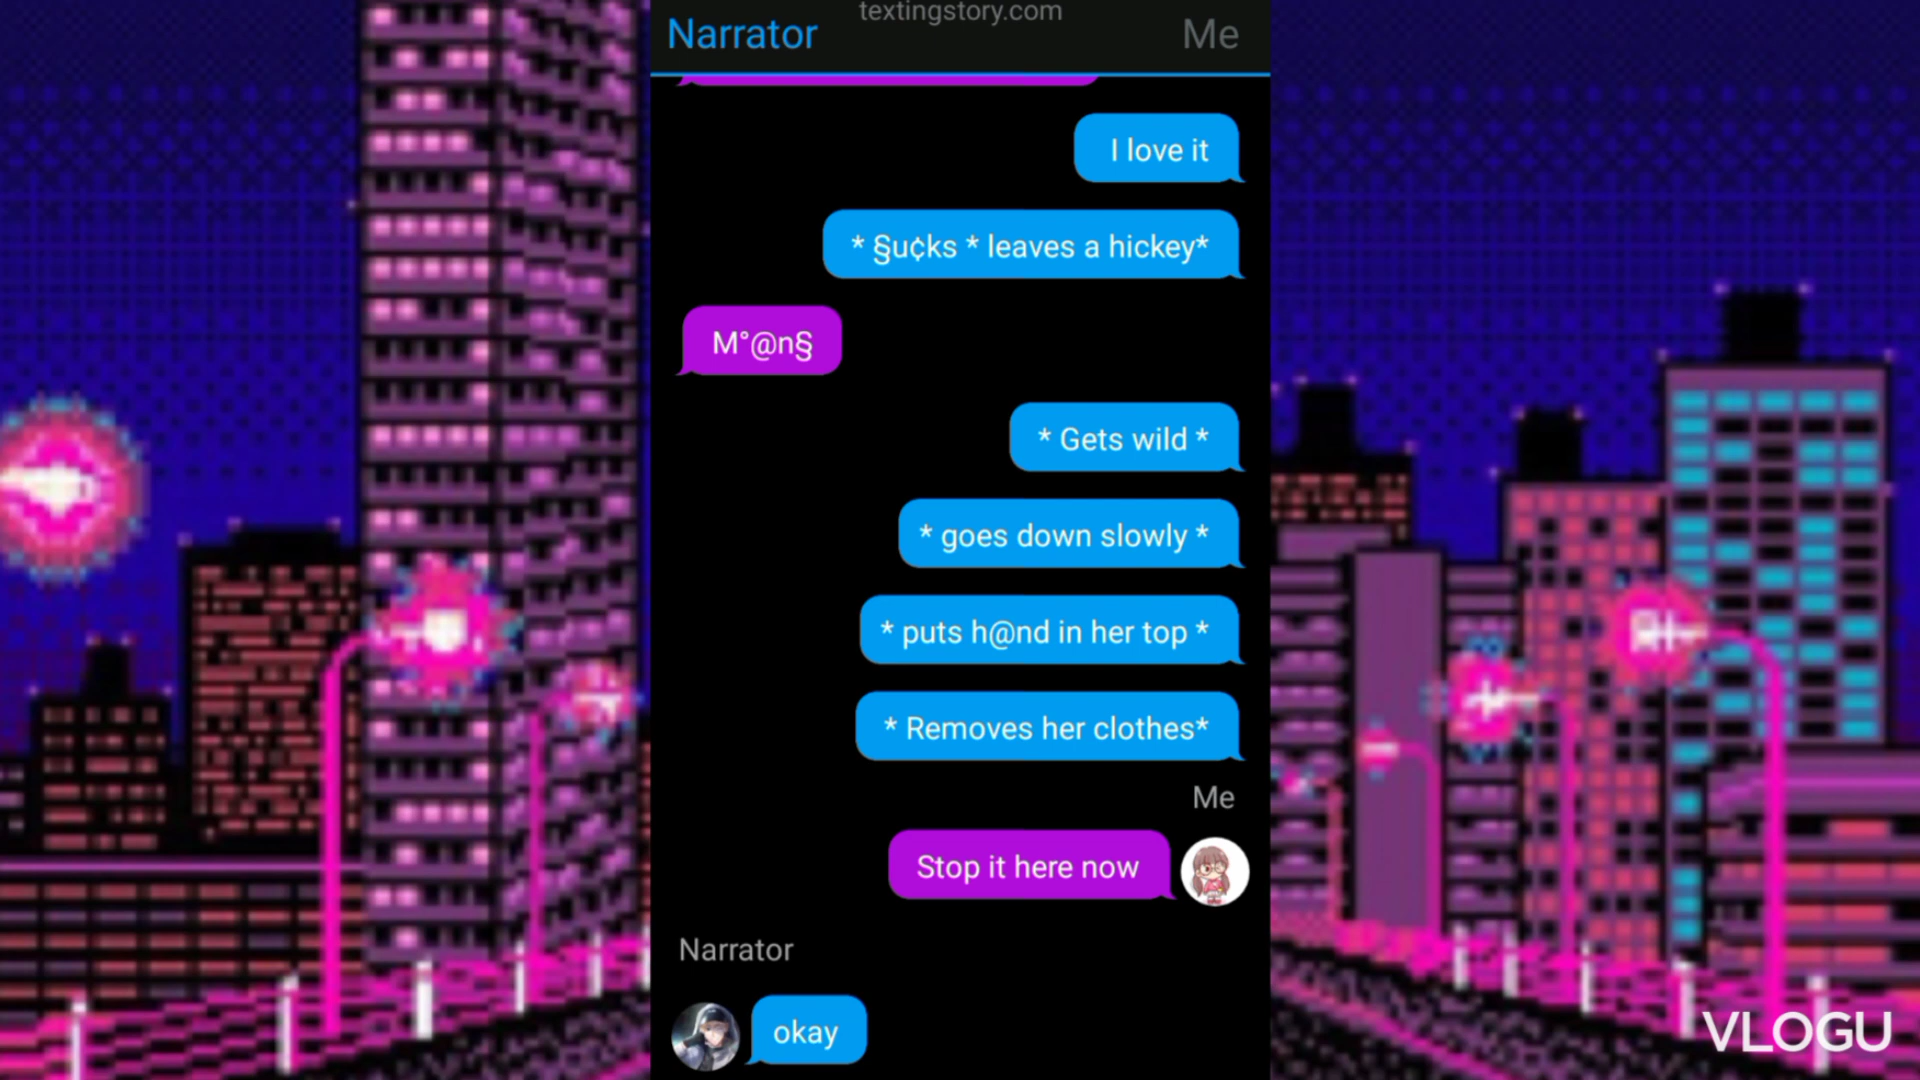 textingstory.com
Narrator
Me
I love it
* §u¢ks * leaves a hickey*
M°@n§
* Gets wild *
* goes down slowly *
* puts h@nd in her top *
* Removes her clothes*
Me
Stop it here now
Narrator
okay
VLOGU